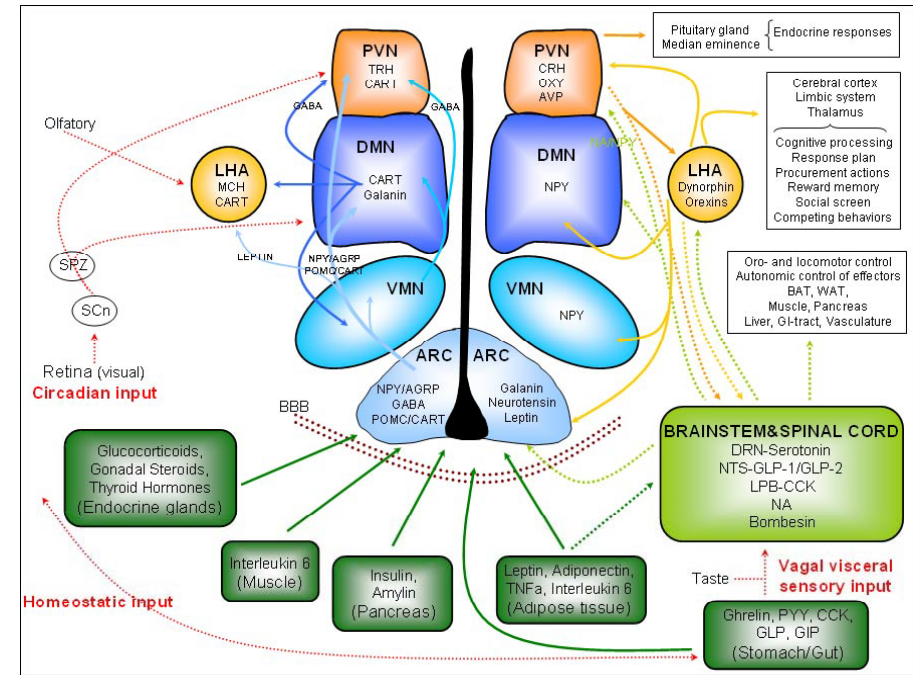 PVN
TRH
CART
PVN
CRH
OXY
AVP
Pituitary gland
Median eminence
Endocrine responses
GABA
GABA
Olfatory
LHA
MCH
CART
DMN
CART
Galanin
DMN
NPY
NA/NPY
LHA
Dynorphin
Orexins
Cerebral cortex
Limbic system
Thalamus
Cognitive processing
Response plan
Procurement actions
Reward memory
Social screen
Competing behaviors
SPZ
SCn
LEPTIN
NPY/AGRP
POMC/CART
VMN
VMN
NPY
Oro- and locomotor control
Autonomic control of effectors
BAT, WAT,
Muscle, Pancreas
Liver, GI-tract, Vasculature
Retina (visual)
Circadian input
ARC
ARC
NPY/AGRP
GABA
POMC/CART
Galanin
Neurotensin
Leptin
BBB
BRAINSTEM&SPINAL CORD
DRN-Serotonin
NTS-GLP-1/GLP-2
LPB-CCK
NA
Bombesin
Glucocorticoids,
Gonadal Steroids,
Thyroid Hormones
(Endocrine glands)
Interleukin 6
(Muscle)
Insulin,
Amylin
(Pancreas)
Leptin, Adiponectin,
TNFa, Interleukin 6
(Adipose tissue)
Taste
Vagal visceral
sensory input
Homeostatic input
Ghrelin, PYY, CCK,
GLP, GIP
(Stomach/Gut)